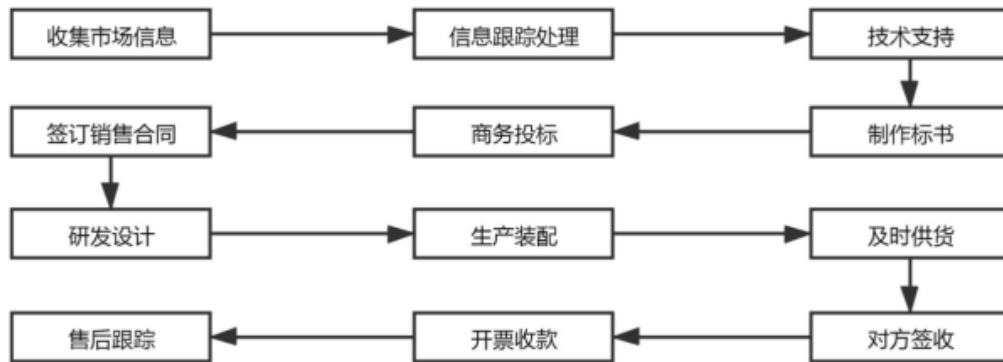 收集市场信息
信息跟踪处理
技术支持
制作标书
商务投标
签订销售合同
研发设计
生产装配
及时供货
对方签收
开票收款
售后跟踪